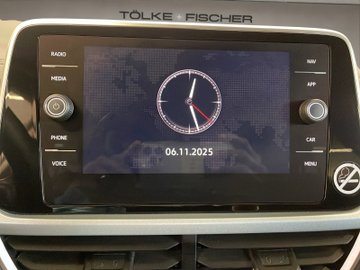 TÖLKE FISCHER
RADIO
NAV
MEDIA
APP
PHONE
CAR
VOICE
MENU
06.11.2025